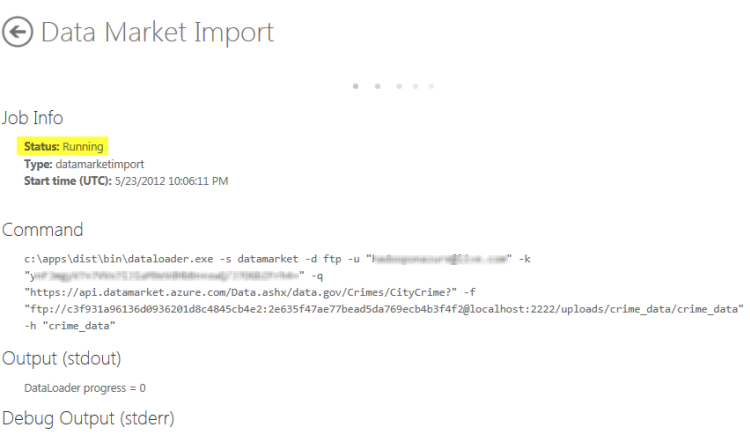 Data Market Import
Job Info
Status: Running
Type: datamarketimport
Start time (UTC): 5/23/2012 10:06:11 PM
Command
c:\apps\dist\bin\dataloader.exe -s datamarket -d ftp -u " " -k
" " -q
"https://api.datamarket.azure.com/Data.ashx/data.gov/Crimes/CityCrime?" -f
"ftp://c3f931a96136d0936201d8c4845cb4e2:2e635f47ae77bead5da769ecb4b3f4f2@localhost:2222/uploads/crime_data/crime_data"
-h "crime_data"
Output (stdout)
DataLoader progress = 0
Debug Output (stderr)